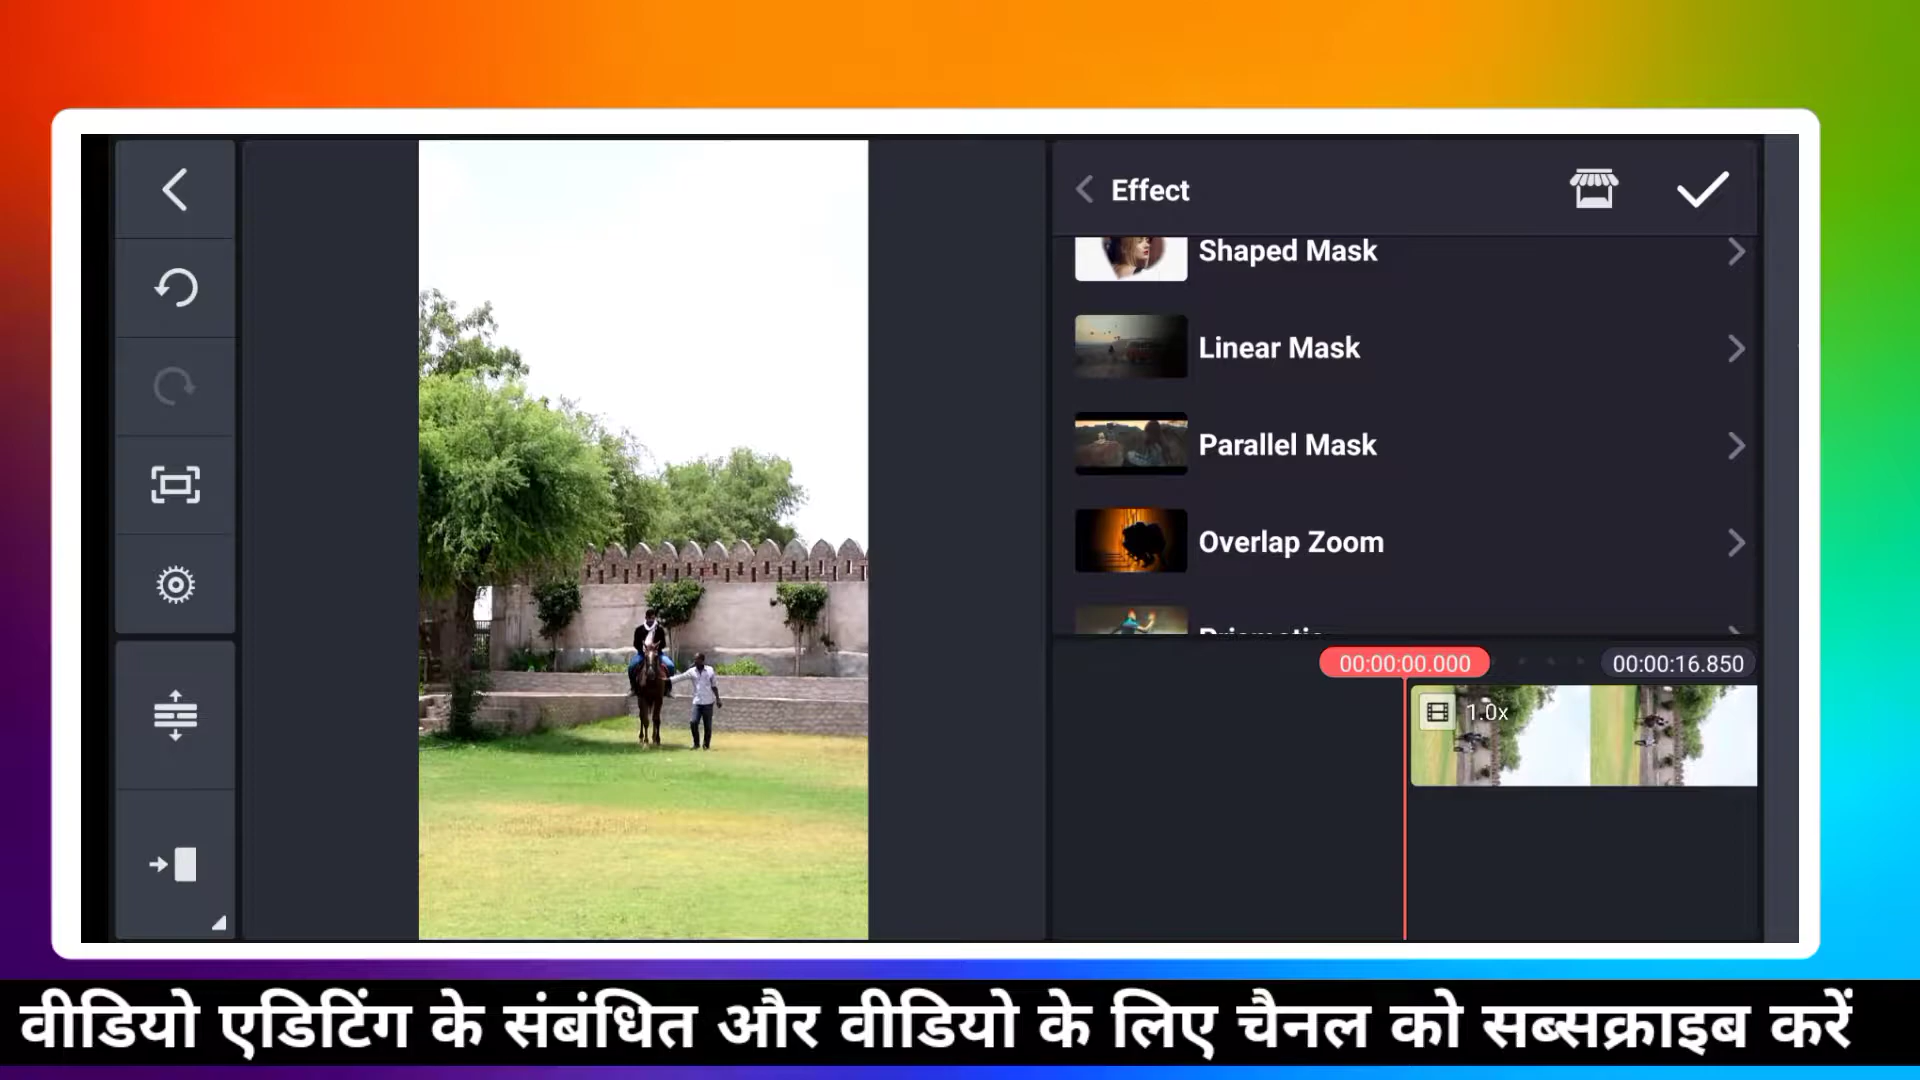 Effect
Shaped Mask
Linear Mask
Parallel Mask
Overlap Zoom
Prismatic
00:00:00.000
00:00:16.850
1.0x
वीडियो एडिटिंग के संबंधित और वीडियो के लिए चैनल को सब्सक्राइब करें